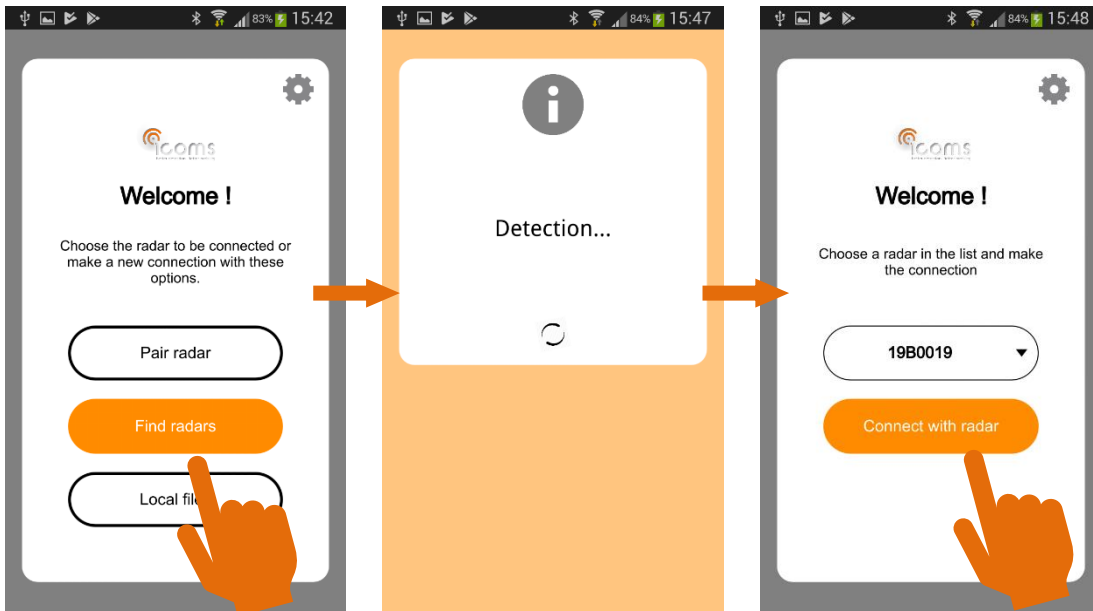 83% 15:42
icoms
Welcome !
Choose the radar to be connected or
make a new connection with these
options.
Pair radar
Find radars
Local fil
84% 15:47
i
Detection...
84% 15:48
icoms
Welcome !
Choose a radar in the list and make
the connection
19B0019
Connect with radar